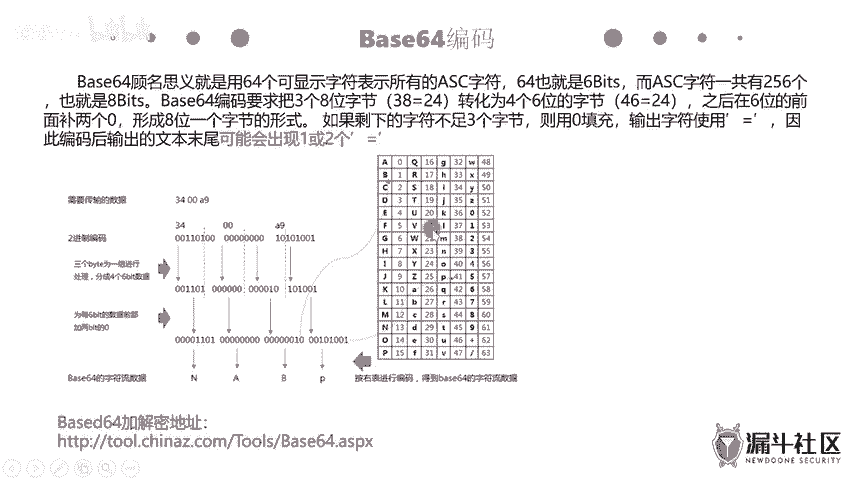 Base64编码
Base64顾名思义就是用64个可显示字符表示所有的ASC字符，64也就是6Bits，而ASC字符一共有256个
，也就是8Bits。Base64编码要求把3个8位字节（38=24）转化为4个6位的字节（46=24），之后在6位的前
面补两个0，形成8位一个字节的形式。 如果剩下的字符不足3个字节，则用0填充，输出字符使用’=’，因
此编码后输出的文本末尾可能会出现1或2个’=’
需要传输的数据 34 00 a9
34 00 a9
2进制编码 00110100 00000000 10101001
三个byte为一组进行
处理，分成4个6bit数据
001101 000000 000010 101001
为每6bit的数据前部
加两bit的0
00001101 00000000 00000010 00101001
Base64的字符流数据 N A B p
按右表进行编码，得到base64的字符流数据
A 0 Q 16 g 32 w 48
B 1 R 17 h 33 x 49
C 2 S 18 i 34 y 50
D 3 T 19 j 35 z 51
E 4 U 20 k 36 0 52
F 5 V l 37 1 53
G 6 W m 38 2 54
H 7 X 23 n 39 3 55
I 8 Y 24 o 40 4 56
J 9 Z 25 p 41 5 57
K 10 a 26 q 42 6 58
L 11 b 27 r 43 7 59
M 12 c 28 s 44 8 60
N 13 d 29 t 45 9 61
O 14 e 30 u 46 + 62
P 15 f 31 v 47 / 63
Based64加解密地址：
http://tool.chinaz.com/Tools/Base64.aspx
漏斗社区
NEWDOONE SECURITY